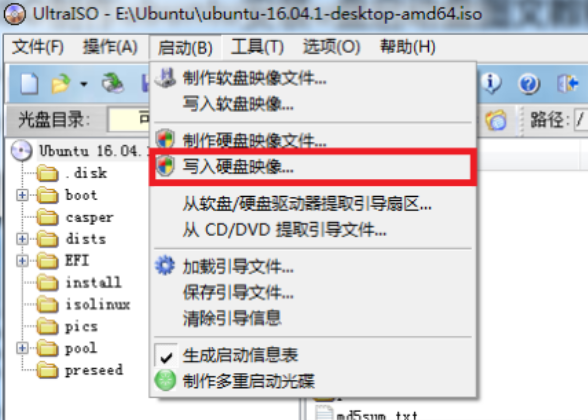 UltraISO - E:\Ubuntu\ubuntu-16.04.1-desktop-amd64.iso
文件(F) 操作(A) 启动(B) 工具(T) 选项(O) 帮助(H)
制作软盘映像文件...
写入软盘映像...
光盘目录: 可 路径: /
制作硬盘映像文件...
Ubuntu 16.04.
写入硬盘映像...
.disk
boot
从软盘/硬盘驱动器提取引导扇区...
casper
从 CD/DVD 提取引导文件...
dists
EFI
加载引导文件...
install
保存引导文件...
isolinux
清除引导信息
pics
pool
生成启动信息表
preseed
制作多重启动光碟
md5sum.txt